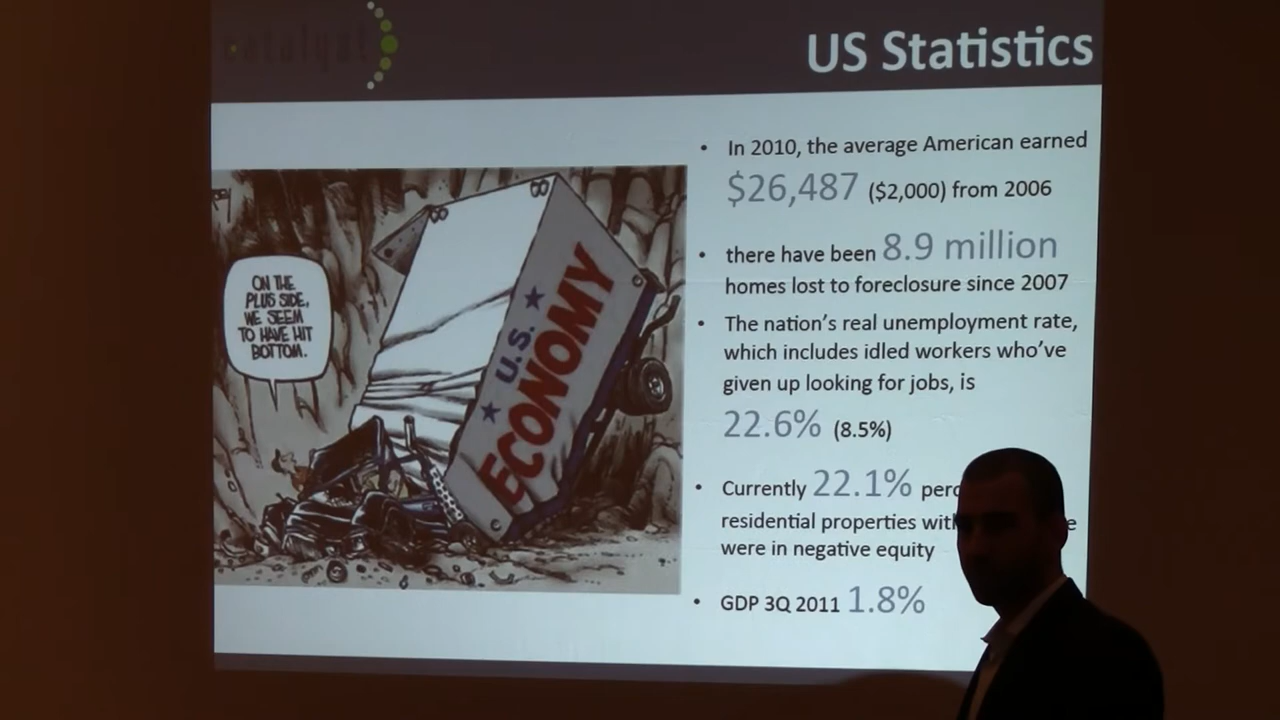 catalyst
US Statistics
• In 2010, the average American earned
$26,487 ($2,000) from 2006
• there have been 8.9 million
homes lost to foreclosure since 2007
• The nation's real unemployment rate,
which includes idled workers who've
given up looking for jobs, is
22.6% (8.5%)
• Currently 22.1%
residential properties
were in negative equity
• GDP 3Q 2011 1.8%
ON THE
PLUS SIDE,
WE SEEM
TO HAVE HIT
BOTTOM.
★ U.S. ★
ECONOMY